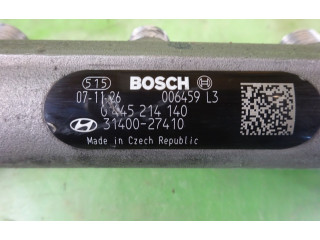 515 BOSCH
07-11-26 006459 L3
0 445 214 140
31400-27410
Made in Czech Republic